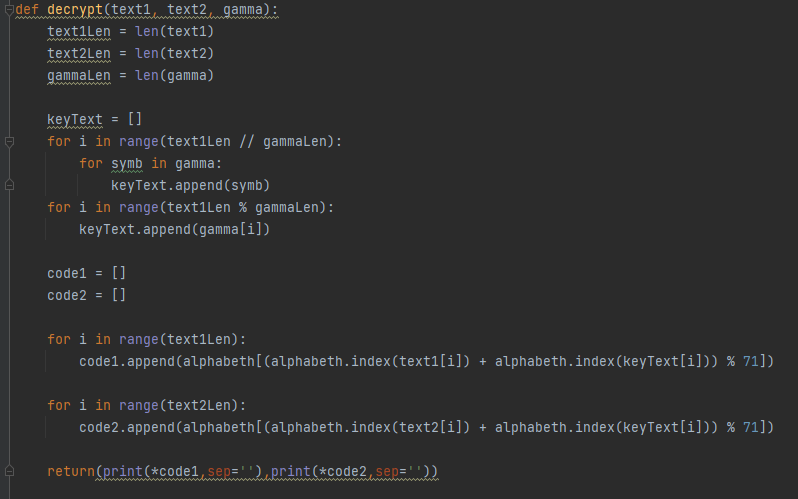 def decrypt(text1, text2, gamma):
    text1Len = len(text1)
    text2Len = len(text2)
    gammaLen = len(gamma)

    keyText = []
    for i in range(text1Len // gammaLen):
        for symb in gamma:
            keyText.append(symb)
    for i in range(text1Len % gammaLen):
        keyText.append(gamma[i])

    code1 = []
    code2 = []

    for i in range(text1Len):
        code1.append(alphabeth[(alphabeth.index(text1[i]) + alphabeth.index(keyText[i])) % 71])

    for i in range(text2Len):
        code2.append(alphabeth[(alphabeth.index(text2[i]) + alphabeth.index(keyText[i])) % 71])

    return(print(*code1,sep=''),print(*code2,sep=''))